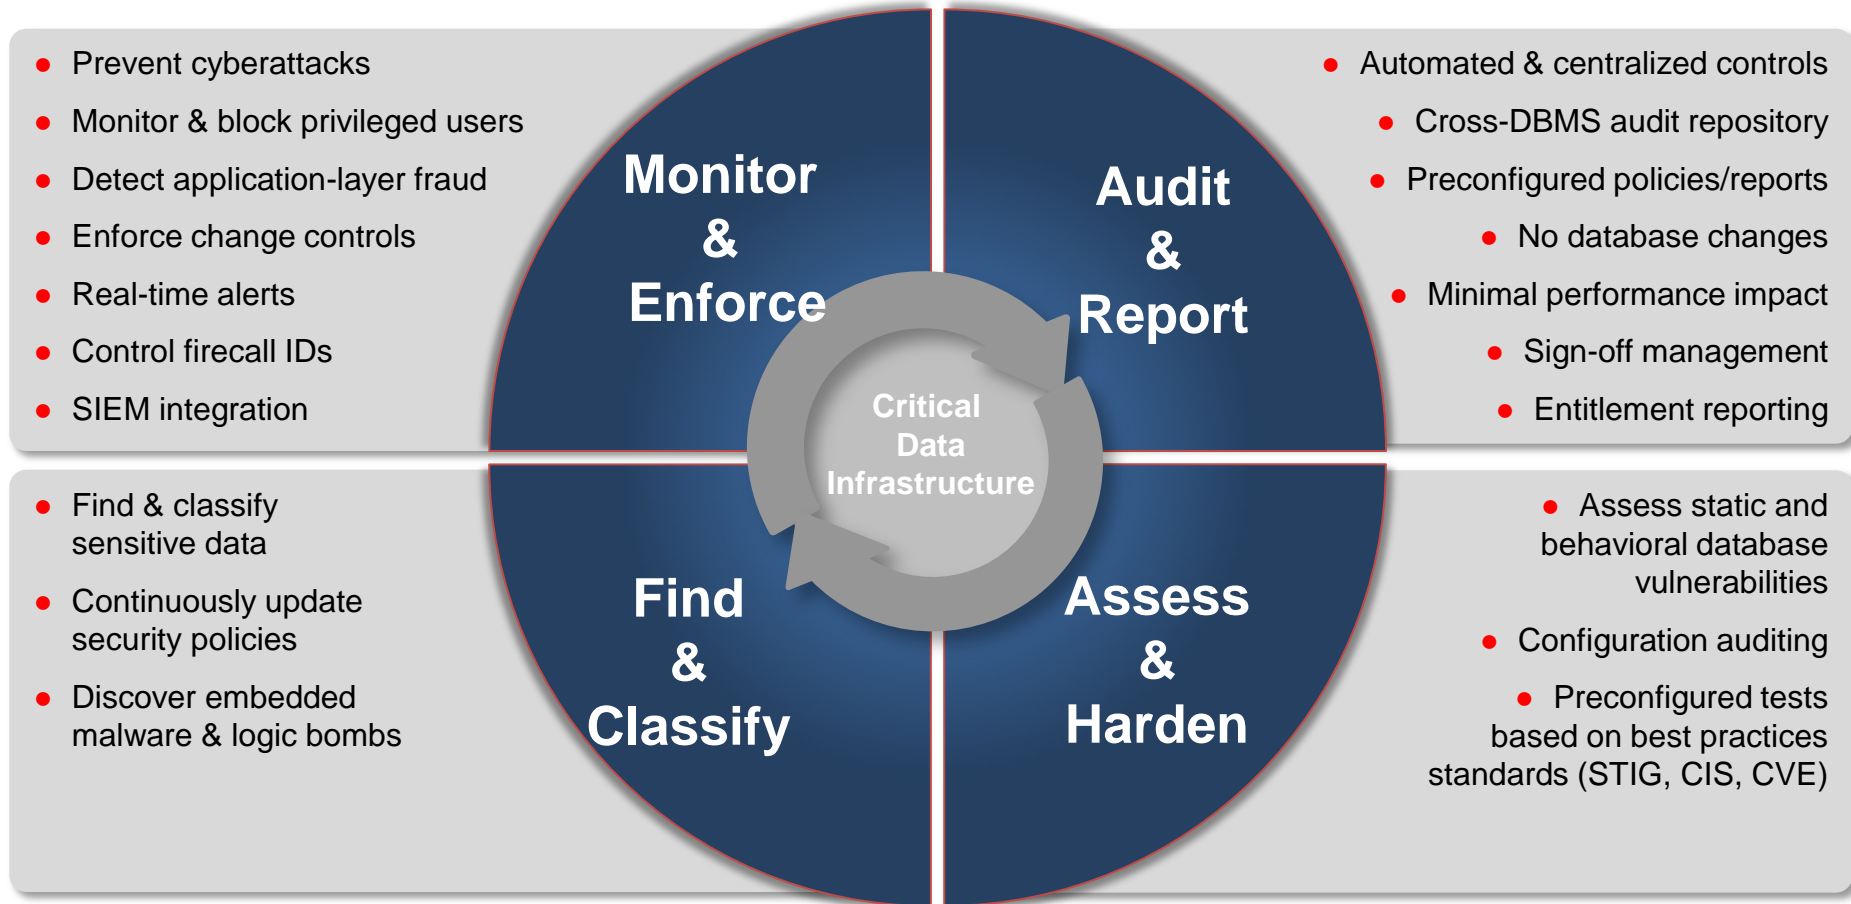 Prevent cyberattacks
Monitor & block privileged users
Detect application-layer fraud
Enforce change controls
Real-time alerts
Control firecall IDs
SIEM integration
Monitor
&
Enforce
Audit
&
Report
Automated & centralized controls
Cross-DBMS audit repository
Preconfigured policies/reports
No database changes
Minimal performance impact
Sign-off management
Entitlement reporting
Critical
Data
Infrastructure
Find & classify
sensitive data
Continuously update
security policies
Discover embedded
malware & logic bombs
Find
&
Classify
Assess
&
Harden
Assess static and
behavioral database
vulnerabilities
Configuration auditing
Preconfigured tests
based on best practices
standards (STIG, CIS, CVE)